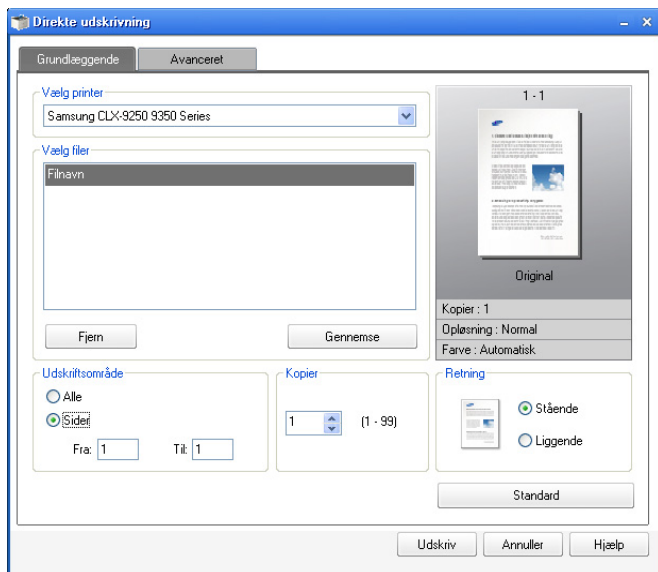 Direkte udskrivning
Grundlæggende
Avanceret
Vælg printer
Samsung CLX-9250 9350 Series
Vælg filer
Filnavn
Fjern
Gennemse
1 - 1
Original
Kopier : 1
Opløsning : Normal
Farve : Automatisk
Udskriftsområde
Alle
Sider
Fra: 1 Til: 1
Kopier
1 (1 - 99)
Retning
Stående
Liggende
Standard
Udskriv
Annuller
Hjælp